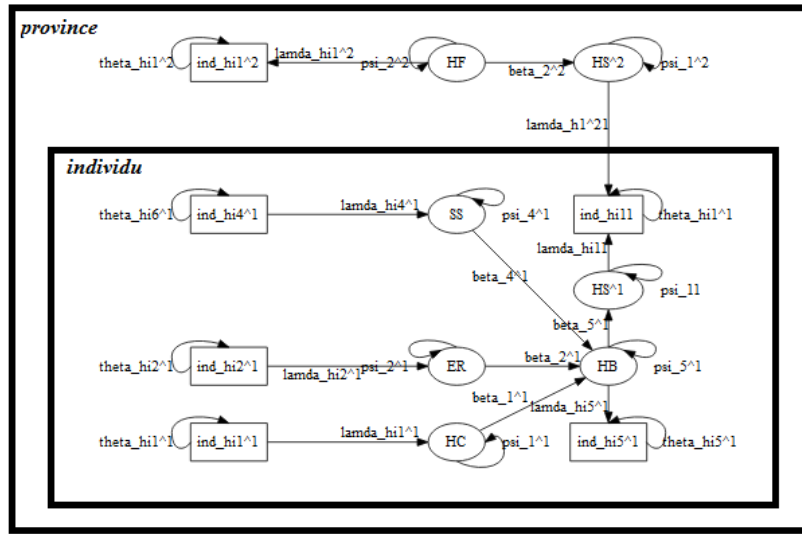 province
theta_hi1^2 ind_hi1^2 lamda_hi1^2 psi_2^2 HF beta_2^2 HS^2 psi_1^2
lamda_h1^21
individu
theta_hi6^1 ind_hi4^1 lamda_hi4^1 SS psi_4^1 ind_hi11 theta_hi1^1
lamda_hi11
beta_4^1
HS^1 psi_11
beta_5^1
theta_hi2^1 ind_hi2^1 lamda_hi2^1 psi_2^1 ER beta_2^1 HB psi_5^1
beta_1^1 lamda_hi5^1
theta_hi1^1 ind_hi1^1 lamda_hi1^1 HC psi_1^1 ind_hi5^1 theta_hi5^1